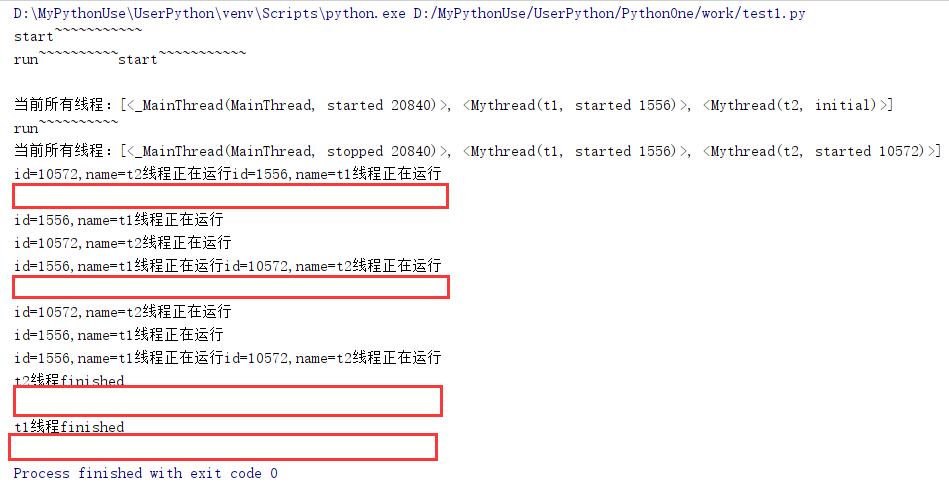 D:\MyPythonUse\UserPython\venv\Scripts\python.exe D:/MyPythonUse/UserPython/PythonOne/work/test1.py
start~~~~~~~~~~~
run~~~~~~~~~~start~~~~~~~~~~~
当前所有线程：[<_MainThread(MainThread, started 20840)>, <Mythread(t1, started 1556)>, <Mythread(t2, initial)>]
run~~~~~~~~~~
当前所有线程：[<_MainThread(MainThread, stopped 20840)>, <Mythread(t1, started 1556)>, <Mythread(t2, started 10572)>]
id=10572,name=t2线程正在运行id=1556,name=t1线程正在运行
id=1556,name=t1线程正在运行
id=10572,name=t2线程正在运行
id=1556,name=t1线程正在运行id=10572,name=t2线程正在运行
id=10572,name=t2线程正在运行
id=1556,name=t1线程正在运行
id=1556,name=t1线程正在运行id=10572,name=t2线程正在运行
t2线程finished
t1线程finished
Process finished with exit code 0